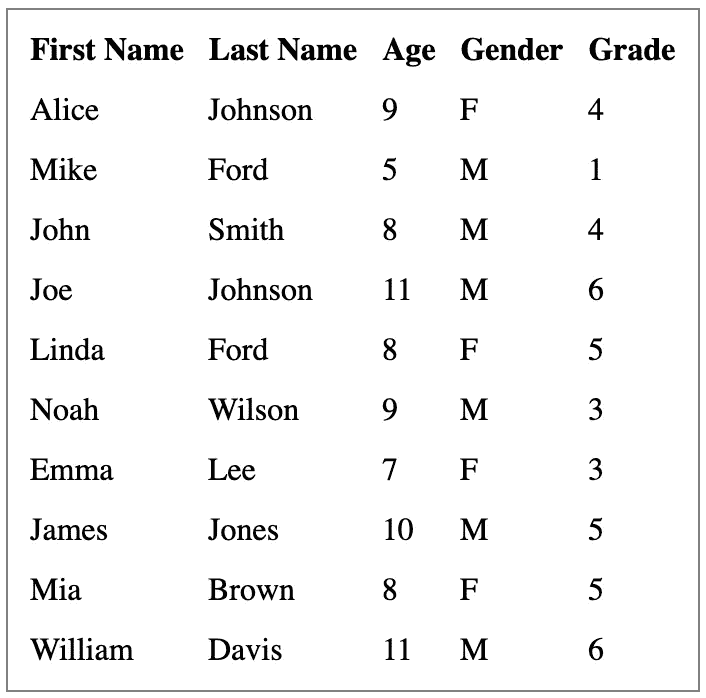 First Name Last Name Age Gender Grade
Alice Johnson 9 F 4
Mike Ford 5 M 1
John Smith 8 M 4
Joe Johnson 11 M 6
Linda Ford 8 F 5
Noah Wilson 9 M 3
Emma Lee 7 F 3
James Jones 10 M 5
Mia Brown 8 F 5
William Davis 11 M 6